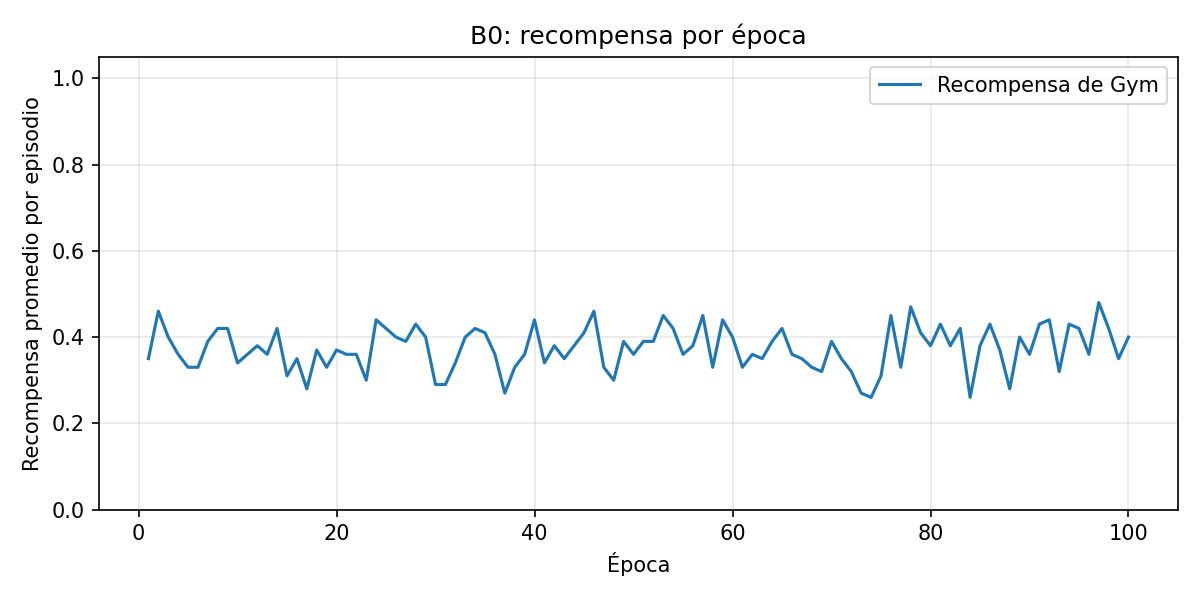 B0: recompensa por época
Recompensa de Gym
Recompensa promedio por episodio
1.0
0.8
0.6
0.4
0.2
0.0
0 20 40 60 80 100
Época